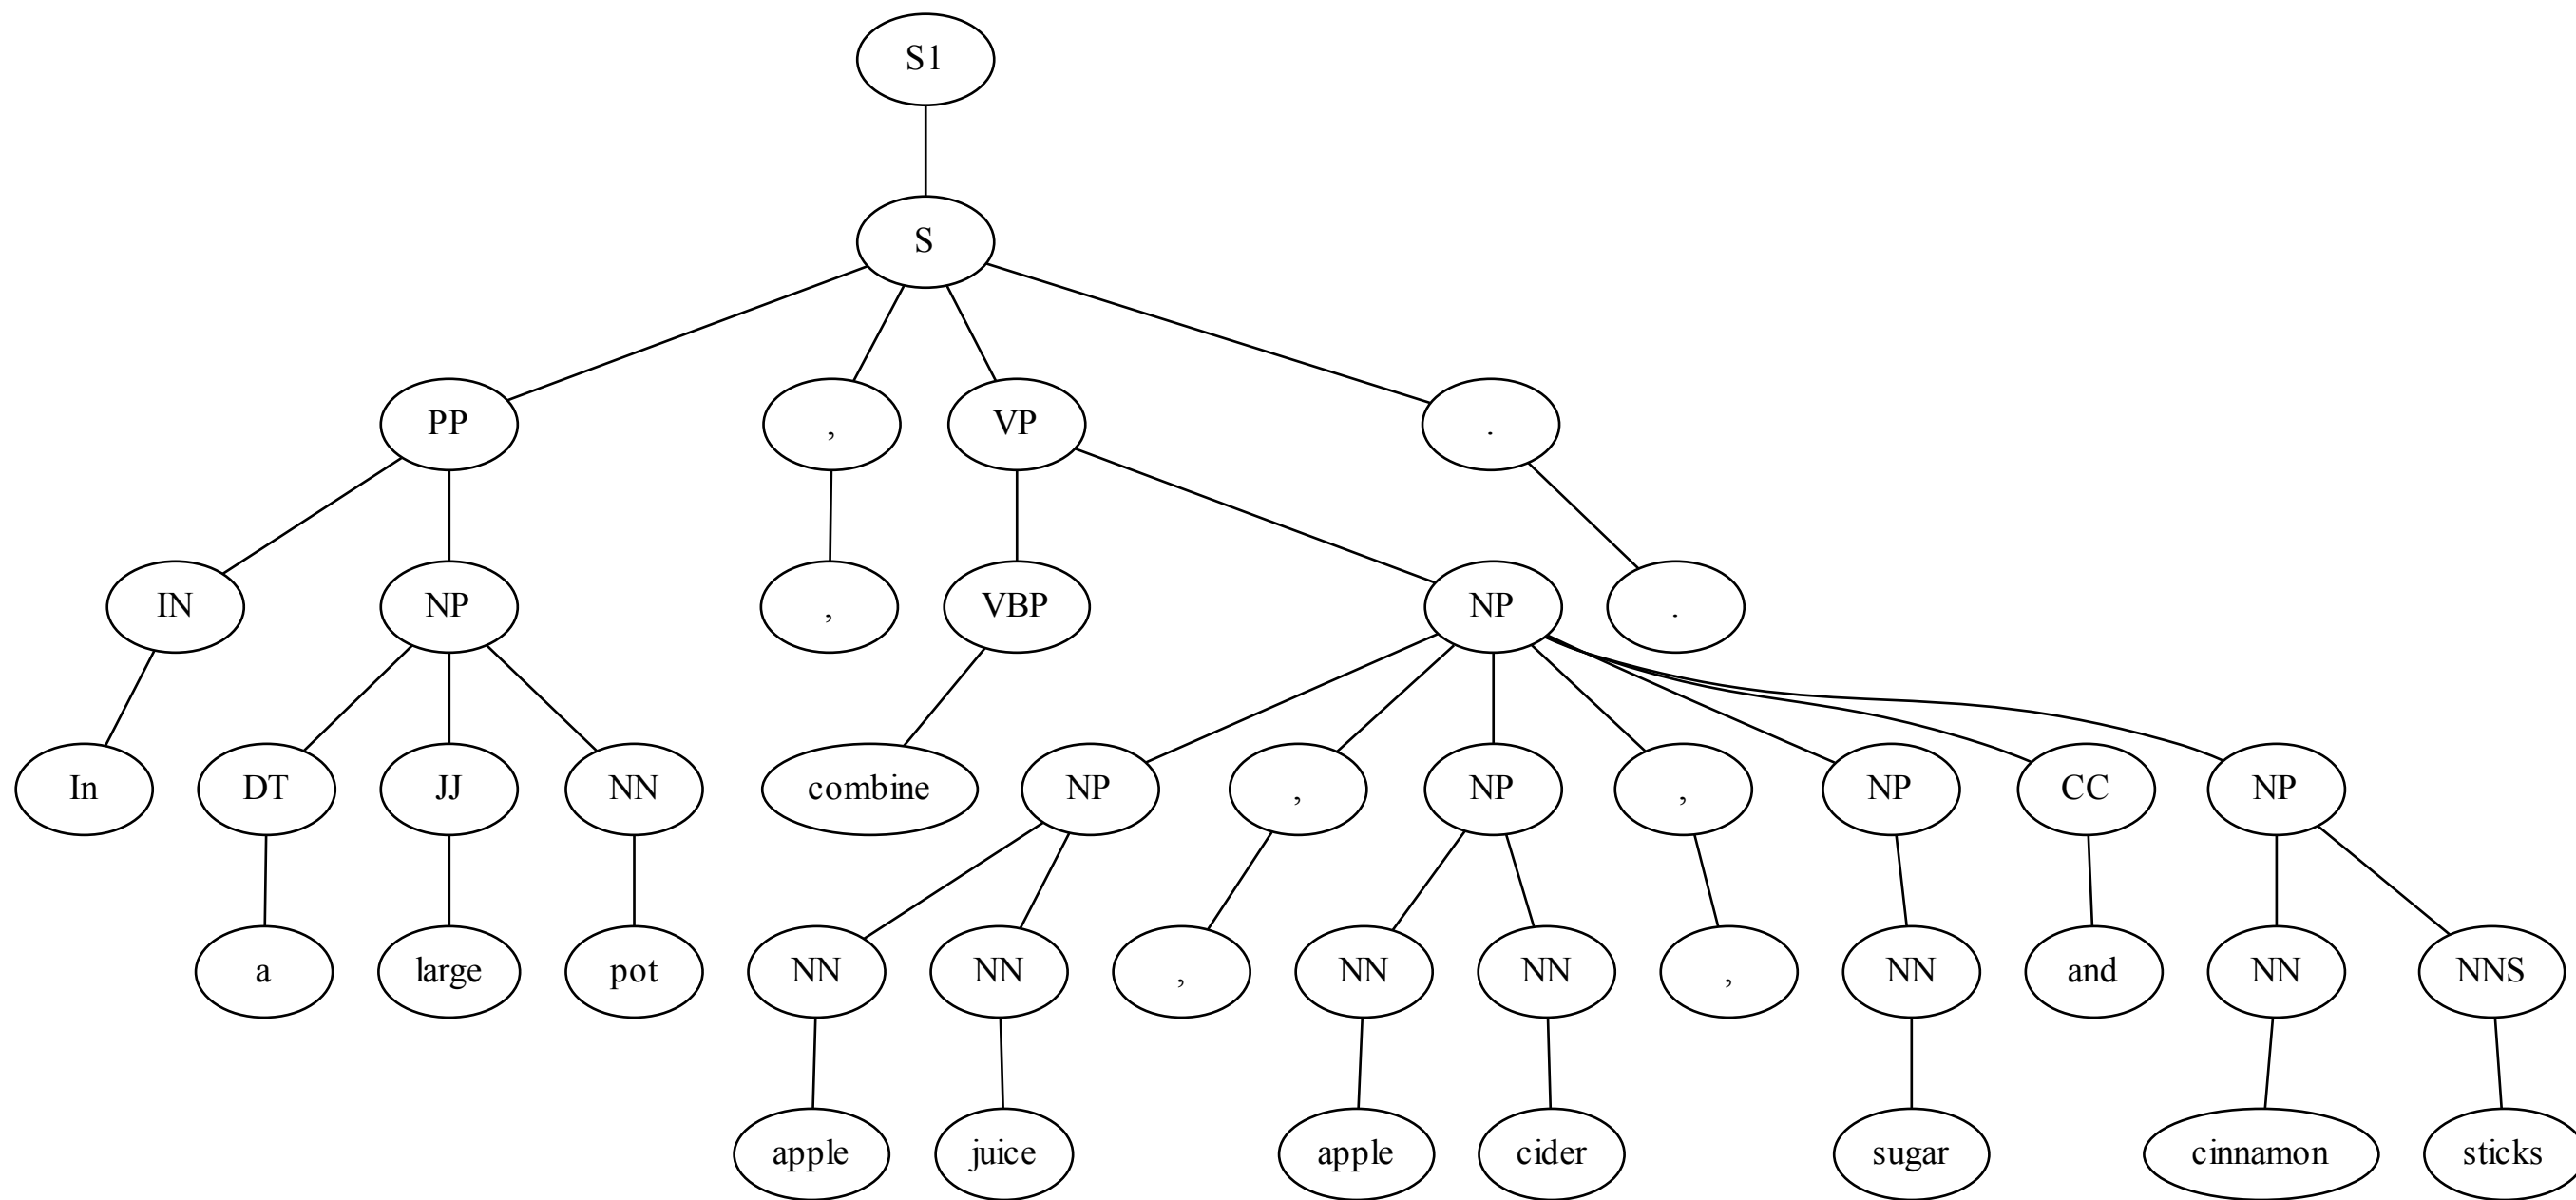 S1
S
PP , VP .
IN NP , VBP NP .
In DT JJ NN combine NP , NP , NP CC NP
a large pot NN NN , NN NN , NN and NN NNS
apple juice apple cider sugar cinnamon sticks